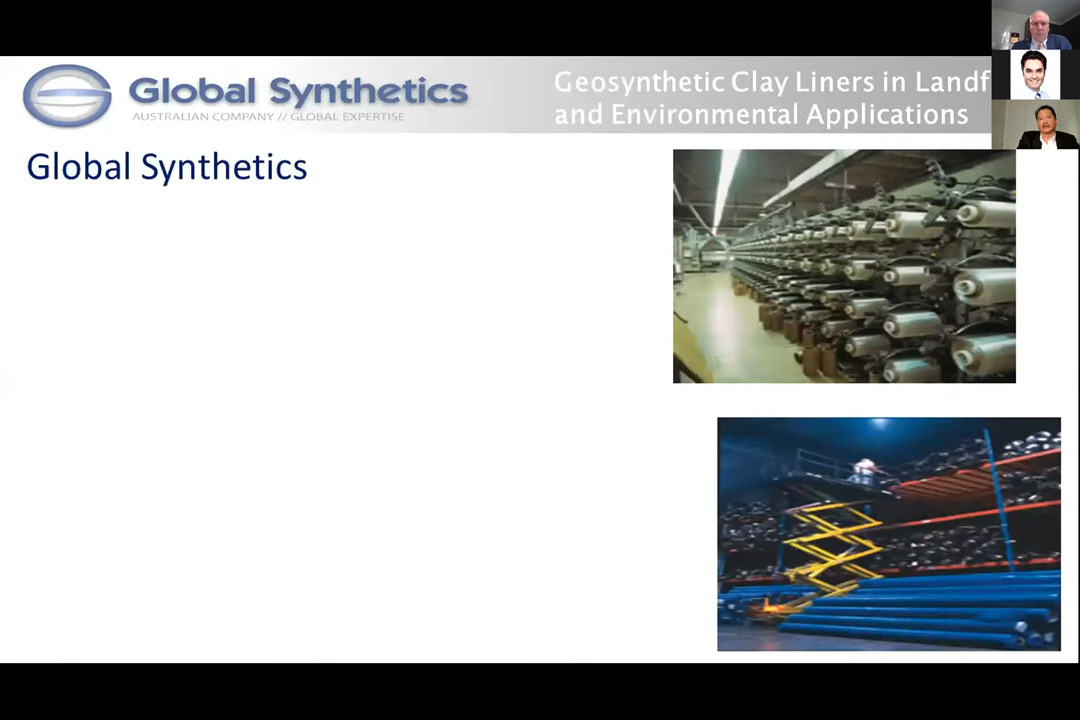 Global Synthetics
AUSTRALIAN COMPANY // GLOBAL EXPERTISE
Geosynthetic Clay Liners in Landf
and Environmental Applications
Global Synthetics